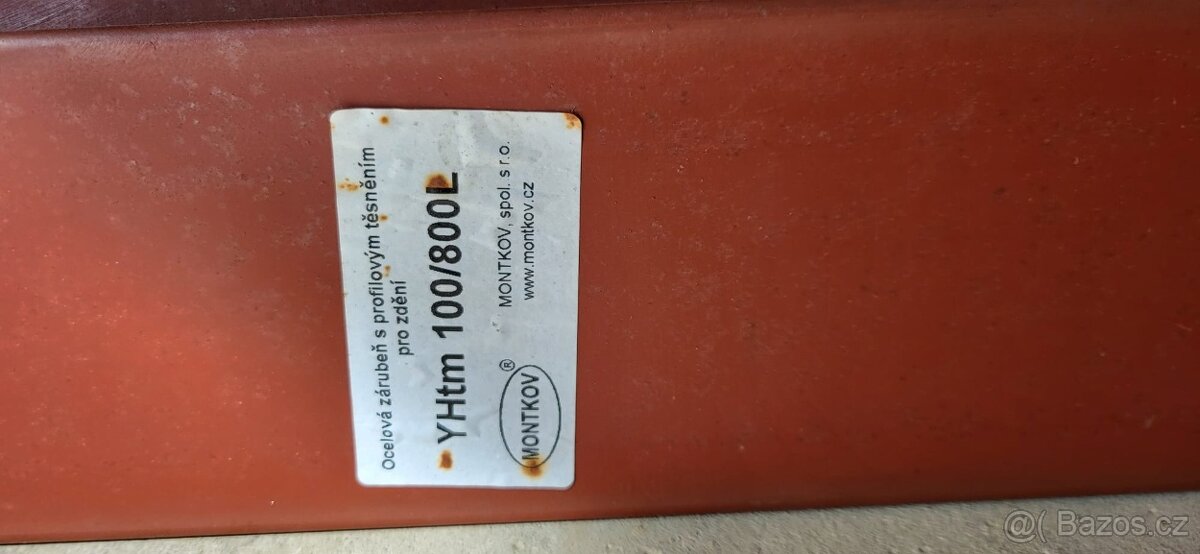 Ocelová zárubeň s profilovým těsněním
pro zdění
YHtm 100/800L
MONTKOV ®
MONTKOV, spol. s r.o.
www.montkov.cz
@( Bazos.cz